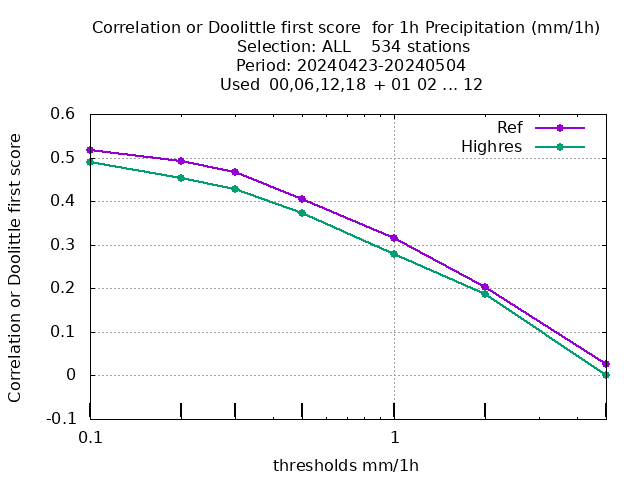 Correlation or Doolittle first score  for 1h Precipitation (mm/1h)
Selection: ALL    534 stations
Period: 20240423-20240504
Used  00,06,12,18  + 01 02 ... 12
Ref
Highres
Correlation or Doolittle first score
0.6
0.5
0.4
0.3
0.2
0.1
0
-0.1
0.1
1
thresholds mm/1h